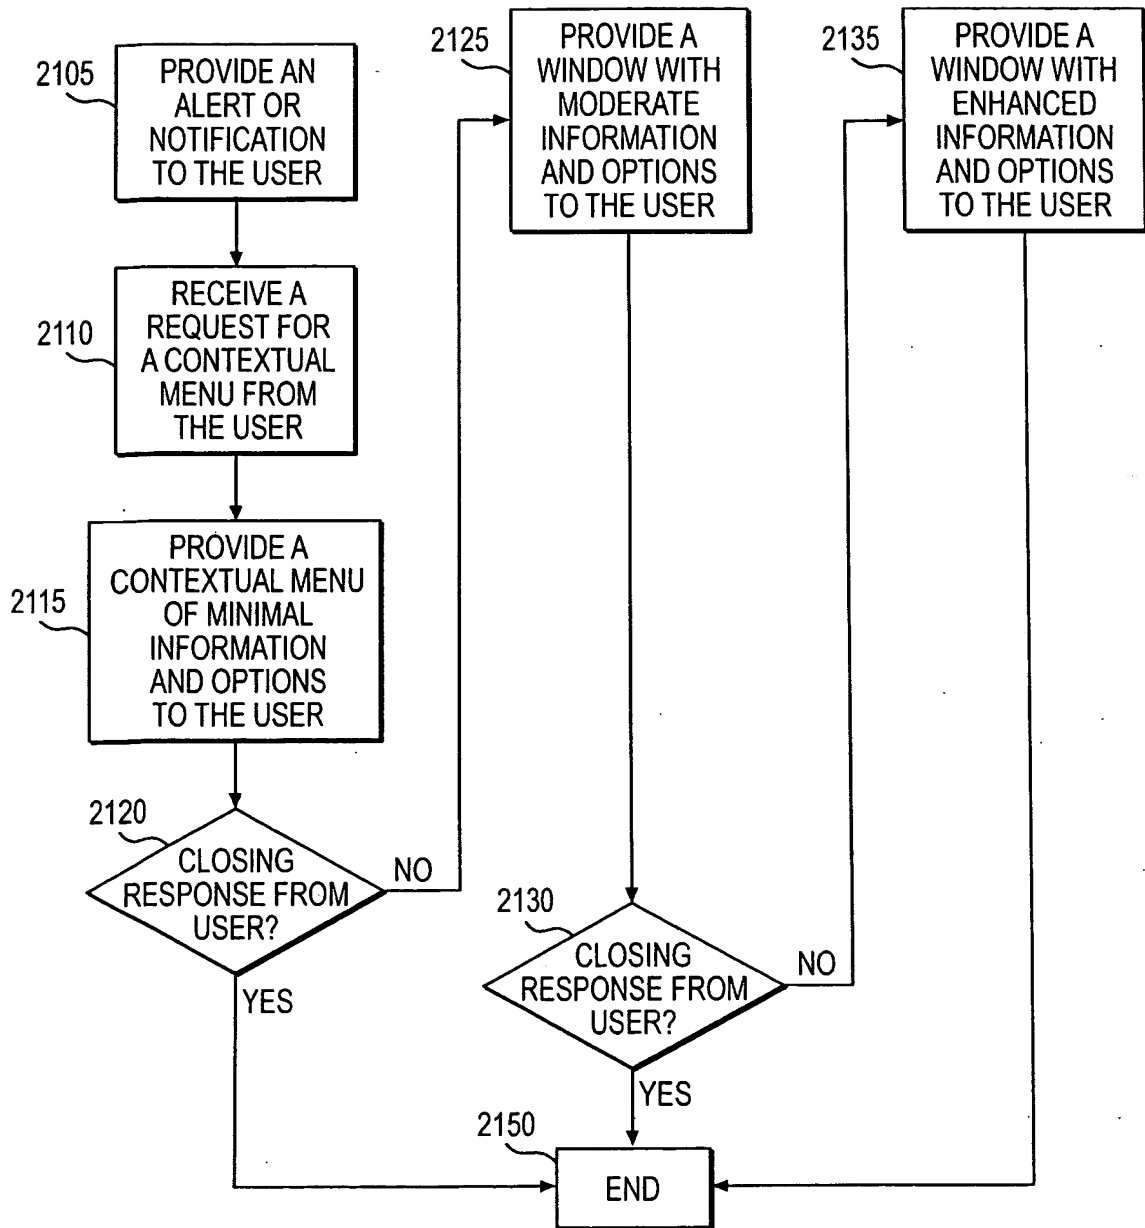 2105
PROVIDE AN
ALERT OR
NOTIFICATION
TO THE USER
2110
RECEIVE A
REQUEST FOR
A CONTEXTUAL
MENU FROM
THE USER
2115
PROVIDE A
CONTEXTUAL MENU
OF MINIMAL
INFORMATION
AND OPTIONS
TO THE USER
2120
CLOSING
RESPONSE FROM
USER?
NO
YES
2125
PROVIDE A
WINDOW WITH
MODERATE
INFORMATION
AND OPTIONS
TO THE USER
2130
CLOSING
RESPONSE FROM
USER?
NO
YES
2135
PROVIDE A
WINDOW WITH
ENHANCED
INFORMATION
AND OPTIONS
TO THE USER
2150
END